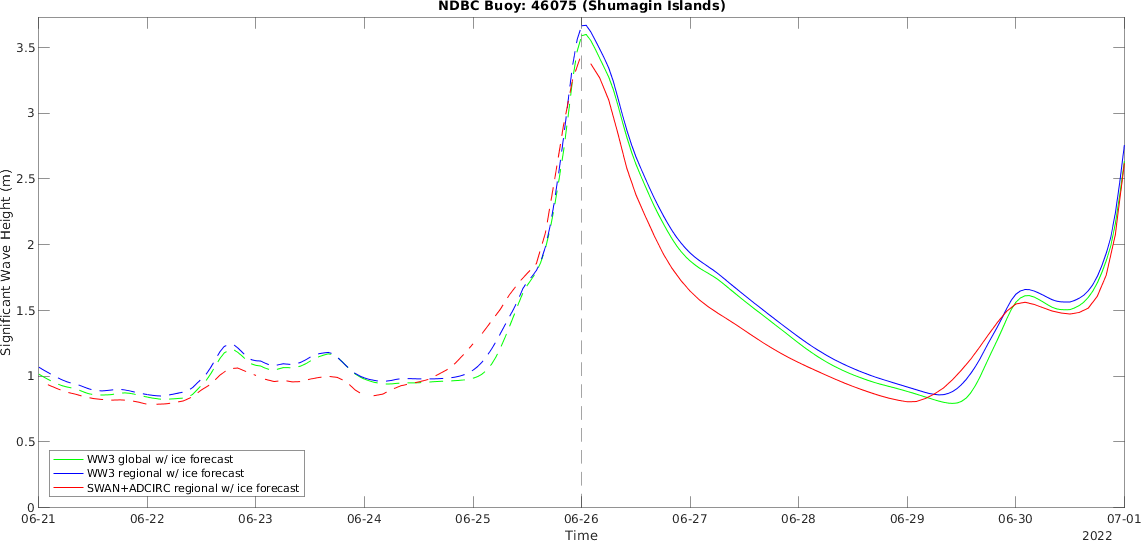 NDBC Buoy: 46075 (Shumagin Islands)
Significant Wave Height (m)
3.5
3
2.5
2
1.5
1
0.5
0
WW3 global w/ ice forecast
WW3 regional w/ ice forecast
SWAN+ADCIRC regional w/ ice forecast
06-21 06-22 06-23 06-24 06-25 06-26 06-27 06-28 06-29 06-30 07-01
Time
2022